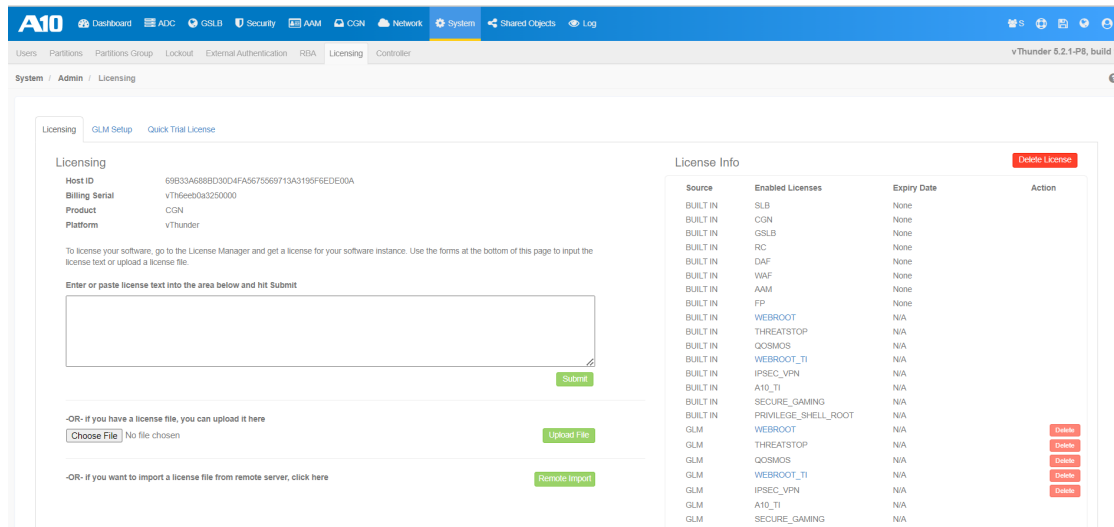 A10 Dashboard ADC GSLB Security AAM CGN Network System Shared Objects Log S
Users Partitions Partitions Group Lockout External Authentication RBA Licensing Controller vThunder 5.2.1-P8, build
System / Admin / Licensing
Licensing GLM Setup Quick Trial License
Licensing
Host ID 69B33A688BD30D4FA5675569713A3195F6EDE00A
Billing Serial vTh6eeb0a3250000
Product CGN
Platform vThunder
To license your software, go to the License Manager and get a license for your software instance. Use the forms at the bottom of this page to input the
license text or upload a license file.
Enter or paste license text into the area below and hit Submit
Submit
-OR- if you have a license file, you can upload it here
Choose File No file chosen Upload File
-OR- if you want to import a license file from remote server, click here Remote Import
License Info Delete License
Source Enabled Licenses Expiry Date Action
BUILT IN SLB None
BUILT IN CGN None
BUILT IN GSLB None
BUILT IN RC None
BUILT IN DAF None
BUILT IN WAF None
BUILT IN AAM None
BUILT IN FP None
BUILT IN WEBROOT N/A
BUILT IN THREATSTOP N/A
BUILT IN QOSMOS N/A
BUILT IN WEBROOT_TI N/A
BUILT IN IPSEC_VPN N/A
BUILT IN A10_TI N/A
BUILT IN SECURE_GAMING N/A
BUILT IN PRIVILEGE_SHELL_ROOT N/A
GLM WEBROOT N/A Delete
GLM THREATSTOP N/A Delete
GLM QOSMOS N/A Delete
GLM WEBROOT_TI N/A Delete
GLM IPSEC_VPN N/A Delete
GLM A10_TI N/A
GLM SECURE_GAMING N/A